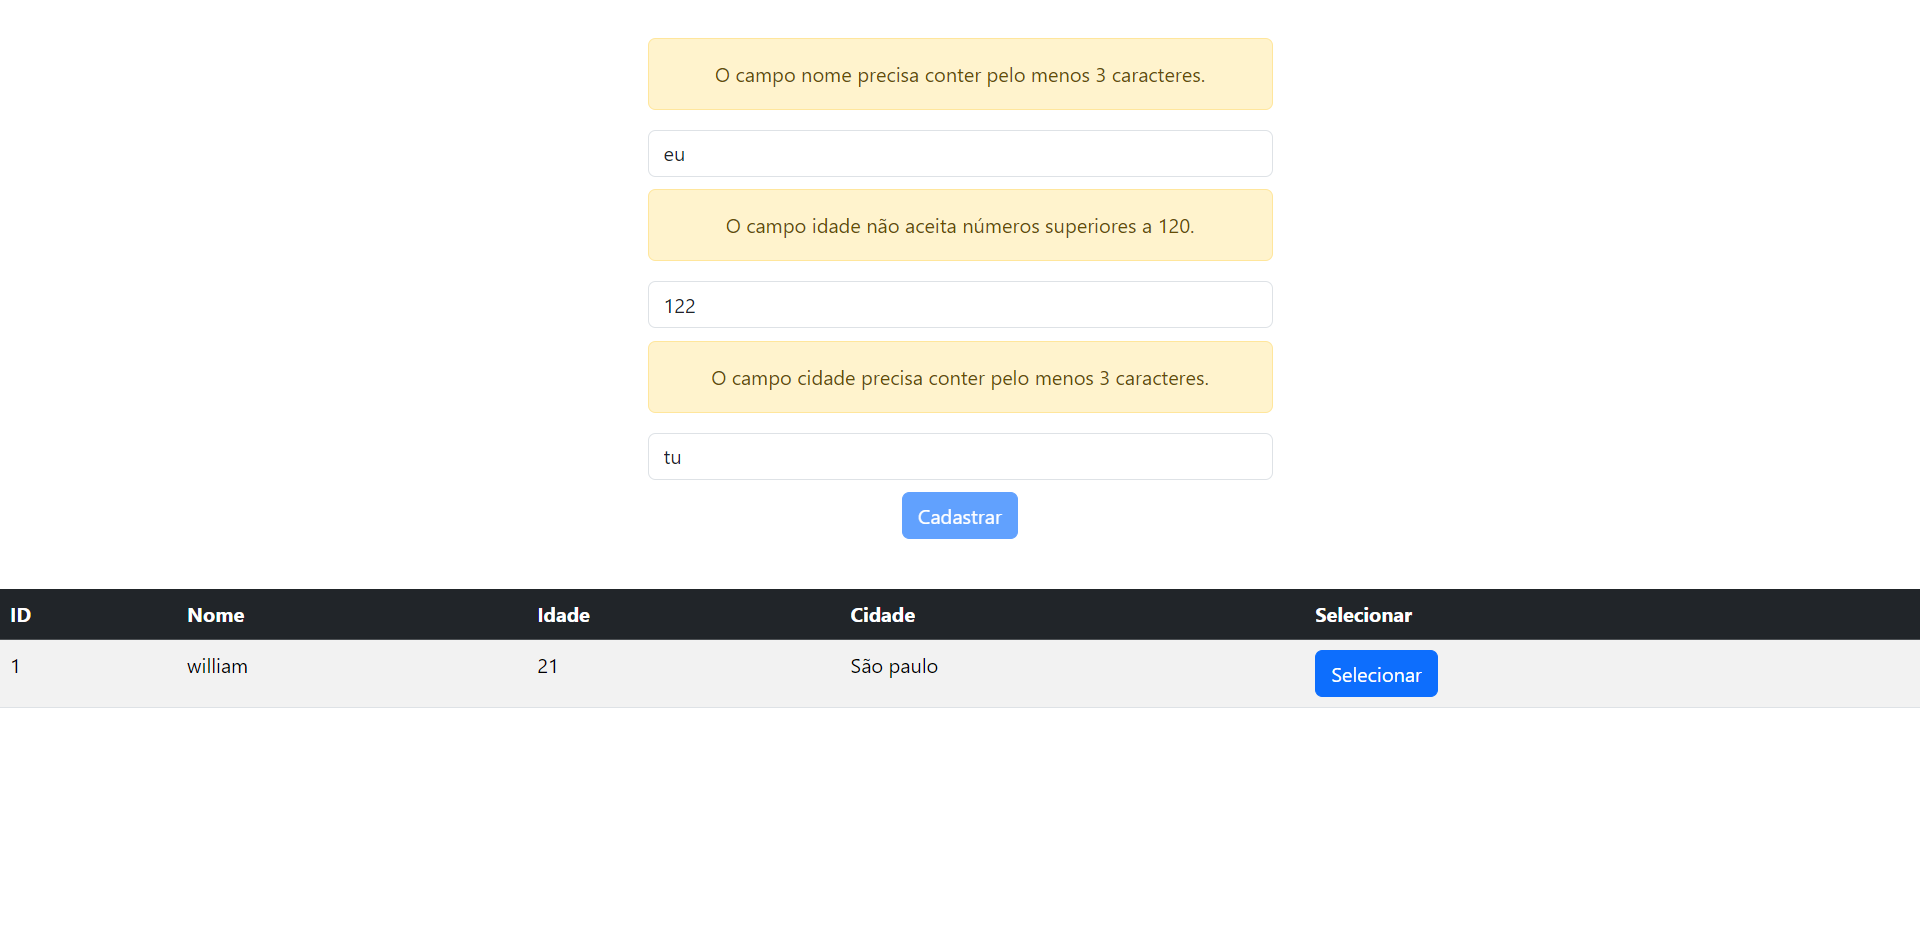 O campo nome precisa conter pelo menos 3 caracteres.
eu
O campo idade não aceita números superiores a 120.
122
O campo cidade precisa conter pelo menos 3 caracteres.
tu
Cadastrar
ID Nome Idade Cidade Selecionar
1 william 21 São paulo Selecionar